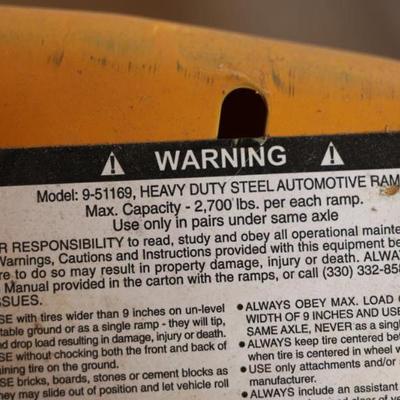 WARNING
Model: 9-51169, HEAVY DUTY STEEL AUTOMOTIVE RAM
Max. Capacity - 2,700 lbs. per each ramp.
Use only in pairs under same axle
R RESPONSIBILITY to read, study and obey all operational mainte
Warnings, Cautions and Instructions provided with this equipment be
re to do so may result in property damage, injury or death. ALWA
Manual provided in the carton with the ramps, or call (330) 332-858
SSUES.
SE with tires wider than 9 inches on un-level
table ground or as a single ramp - they will tip,
d drop load resulting in damage, injury or death.
SE without chocking both the front and back of
aining tire on the ground.
SE bricks, boards, stones or cement blocks as
ey may slide out of position and let vehicle roll
• ALWAYS OBEY MAX. LOAD C
WIDTH OF 9 INCHES AND USE
SAME AXLE, NEVER as a singl
• ALWAYS keep tire centered betw
when tire is centered in wheel w
• USE only attachments and/or a
manufacturer.
• ALWAYS include an assistant